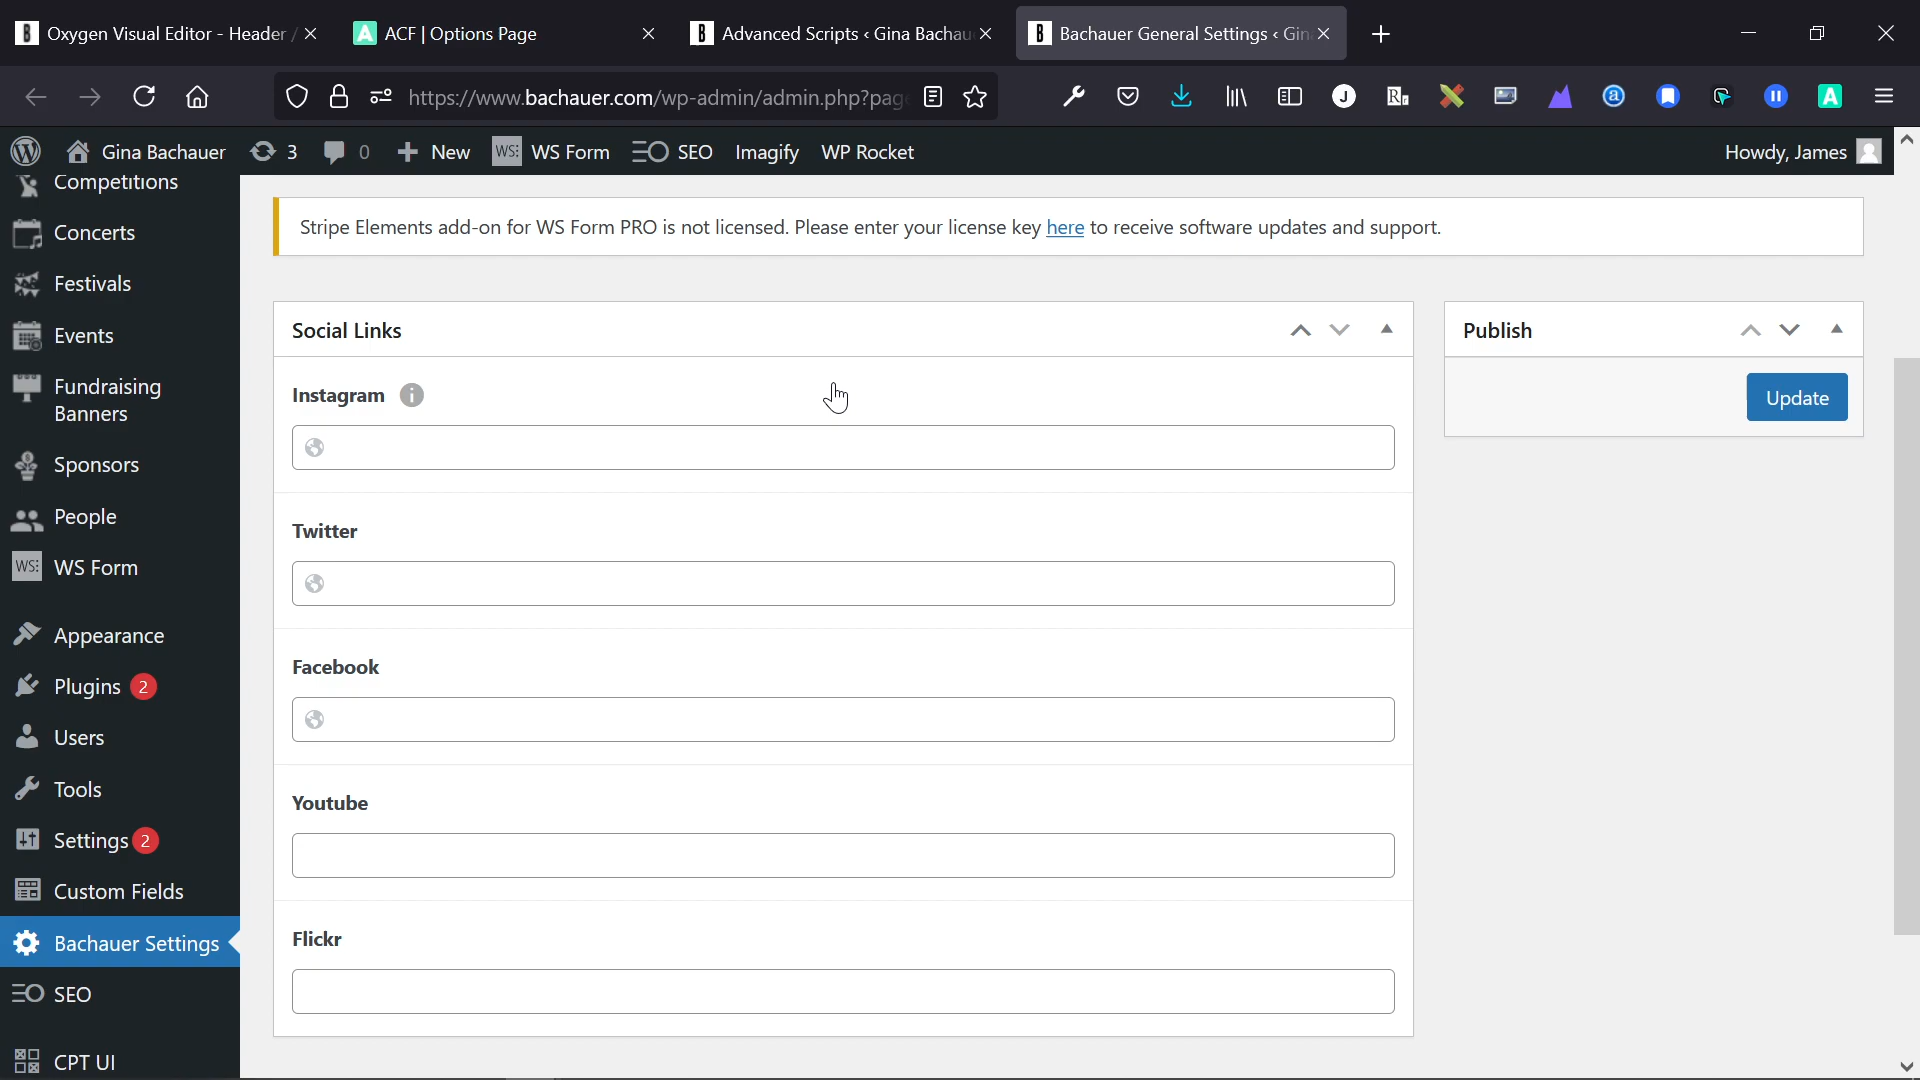 Oxygen Visual Editor - Header /
ACF | Options Page
Advanced Scripts ‹ Gina Bachau
Bachauer General Settings ‹ Gin
https://www.bachauer.com/wp-admin/admin.php?page
Gina Bachauer
3
0
New
WS Form
SEO
Imagify
WP Rocket
Howdy, James
Competitions
Concerts
Festivals
Events
Fundraising
Banners
Sponsors
People
WS Form
Appearance
Plugins 2
Users
Tools
Settings 2
Custom Fields
Bachauer Settings
SEO
CPT UI
Stripe Elements add-on for WS Form PRO is not licensed. Please enter your license key here to receive software updates and support.
Social Links
Instagram
Twitter
Facebook
Youtube
Flickr
Publish
Update